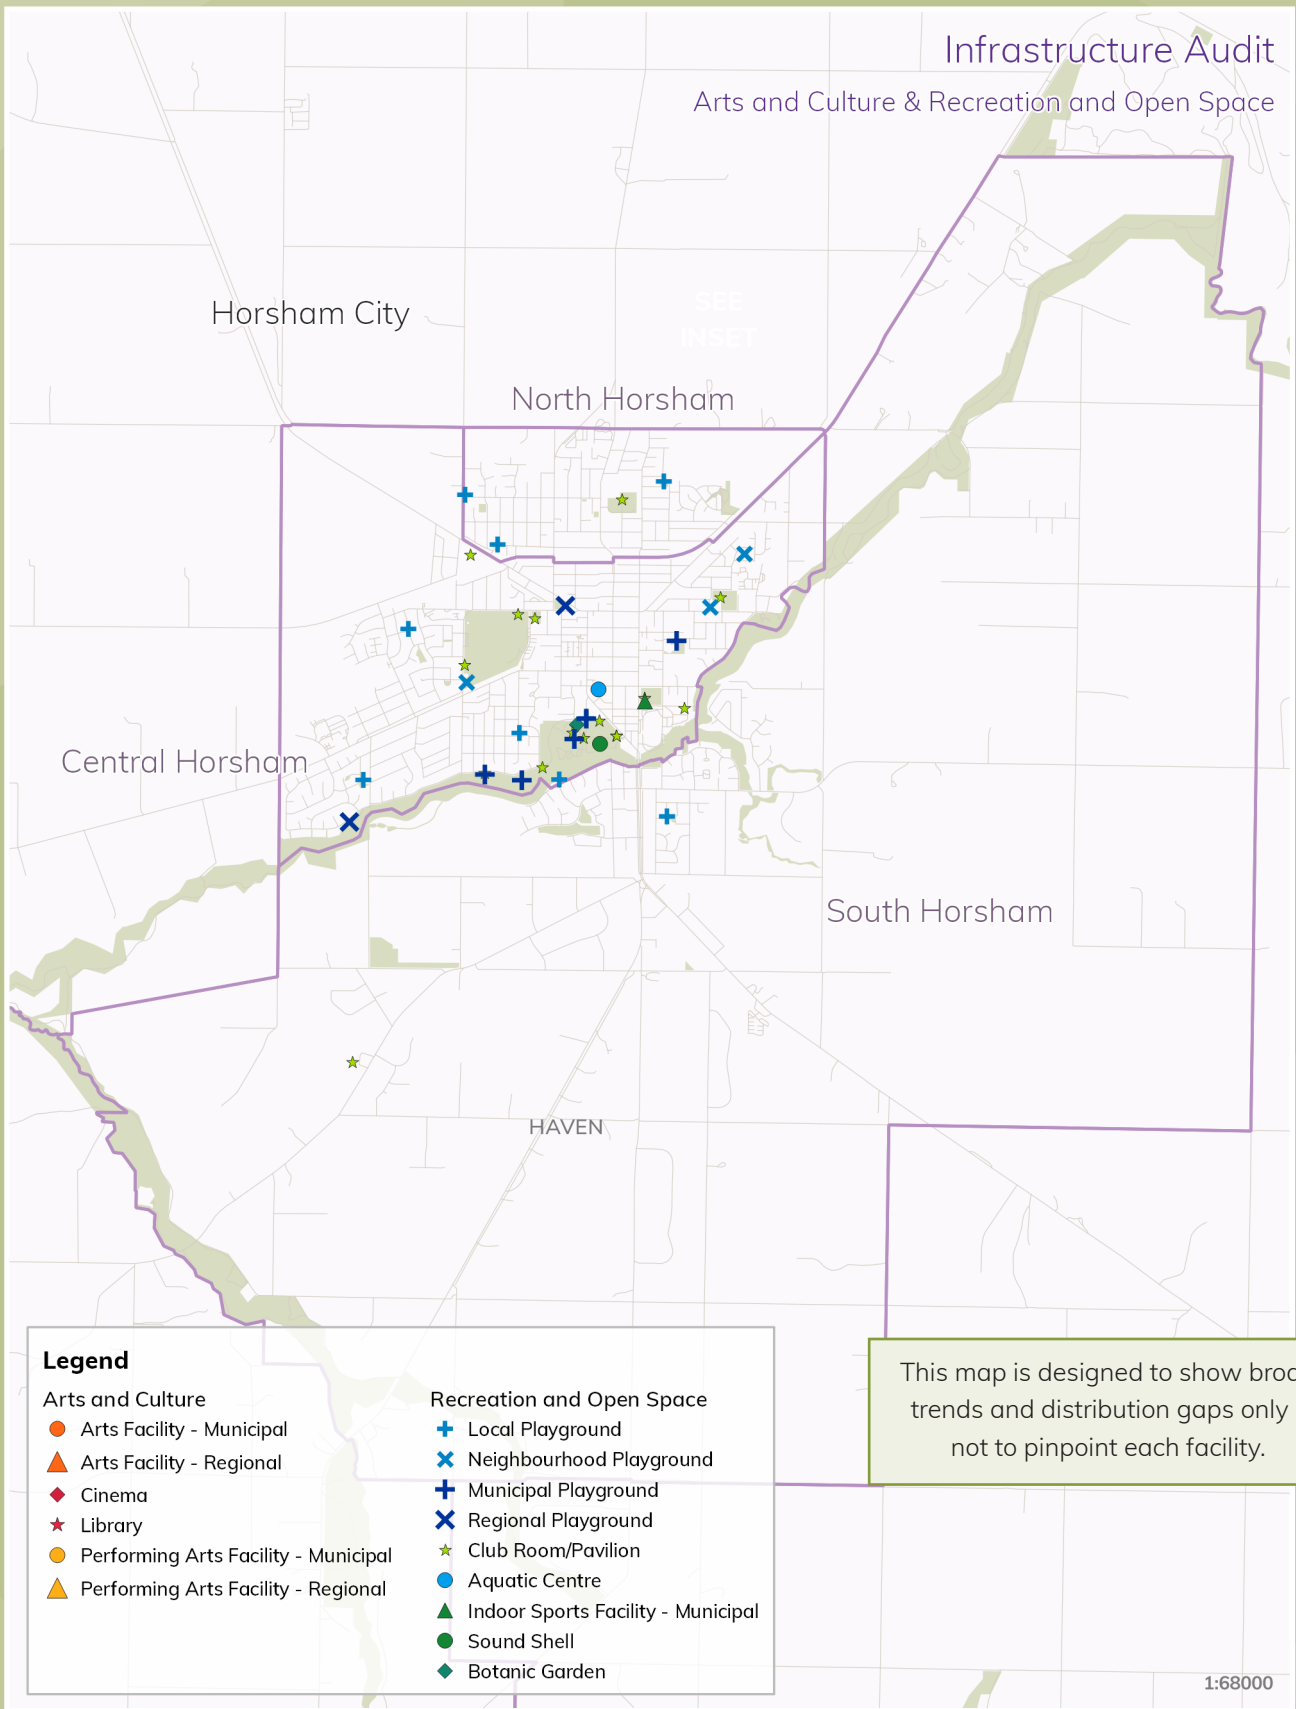 Infrastructure Audit
Arts and Culture & Recreation and Open Space
SEE
INSET
Horsham City
North Horsham
Central Horsham
South Horsham
HAVEN
Legend
Arts and Culture
Arts Facility - Municipal
Arts Facility - Regional
Cinema
Library
Performing Arts Facility - Municipal
Performing Arts Facility - Regional
Recreation and Open Space
Local Playground
Neighbourhood Playground
Municipal Playground
Regional Playground
Club Room/Pavilion
Aquatic Centre
Indoor Sports Facility - Municipal
Sound Shell
Botanic Garden
This map is designed to show broa
trends and distribution gaps only
not to pinpoint each facility.
1:68000